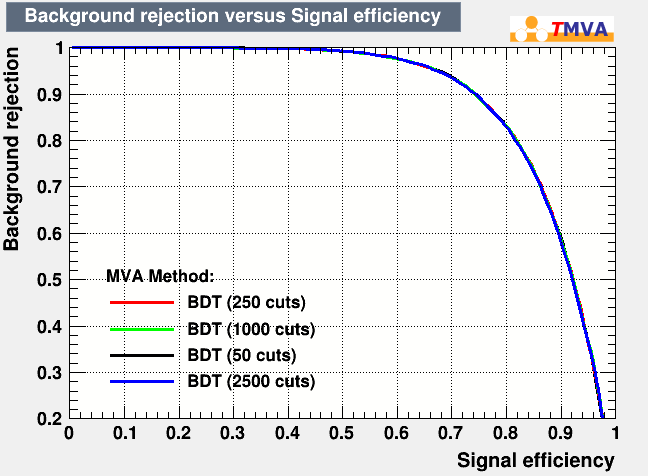 Background rejection versus Signal efficiency
TMVA
Background rejection
1
0.9
0.8
0.7
0.6
0.5
0.4
0.3
0.2
MVA Method:
BDT (250 cuts)
BDT (1000 cuts)
BDT (50 cuts)
BDT (2500 cuts)
0 0.1 0.2 0.3 0.4 0.5 0.6 0.7 0.8 0.9 1
Signal efficiency